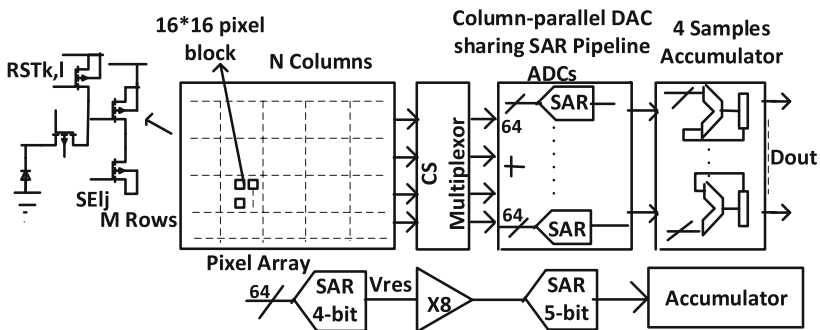 16*16 pixel
block
RSTk,l
N Columns
Column-parallel DAC
sharing SAR Pipeline
ADCs
4 Samples
Accumulator
SAR
64
CS
Multiplexor
64
SAR
Dout
SElj
M Rows
Pixel Array
64
SAR
4-bit
Vres
X8
SAR
5-bit
Accumulator